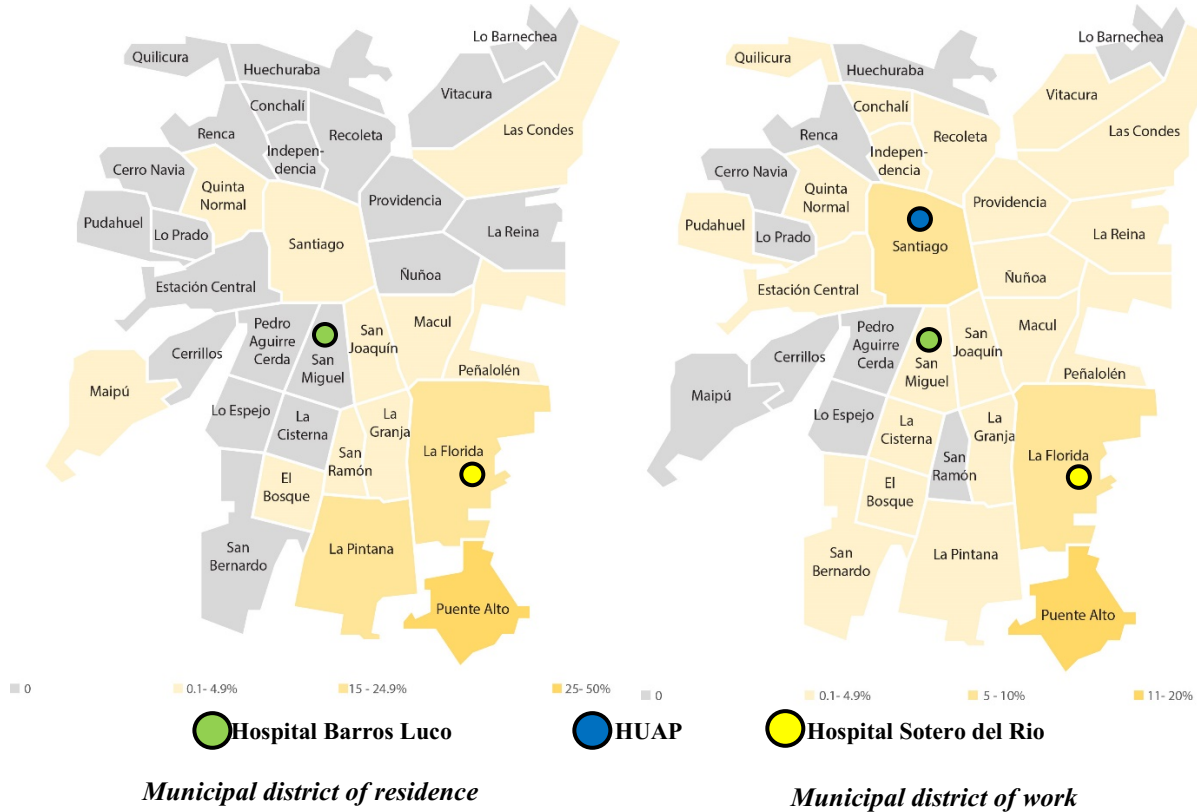 Lo Barnechea
Quilicura
Huechuraba
Vitacura
Conchalí
Las Condes
Renca
Recoleta
Indepen-
dencia
Cerro Navia
Quinta
Normal
Providencia
Pudahuel
Lo Prado
La Reina
Santiago
Ñuñoa
Estación Central
Pedro
Aguirre
Cerda
San
Joaquín
Macul
Cerrillos
San
Miguel
Peñalolén
Maipú
Lo Espejo
La
Cisterna
La
Granja
San
Ramón
La Florida
El
Bosque
San
Bernardo
La Pintana
Puente Alto
0
0.1- 4.9%
15 - 24.9%
25- 50%
Lo Barnechea
Quilicura
Huechuraba
Vitacura
Conchalí
Las Condes
Renca
Recoleta
Indepen-
dencia
Cerro Navia
Quinta
Normal
Providencia
Pudahuel
Lo Prado
La Reina
Santiago
Ñuñoa
Estación Central
Pedro
Aguirre
Cerda
San
Joaquín
Macul
Cerrillos
San
Miguel
Peñalolén
Maipú
Lo Espejo
La
Cisterna
La
Granja
San
Ramón
La Florida
El
Bosque
San
Bernardo
La Pintana
Puente Alto
0
0.1- 4.9%
5 - 10%
11- 20%
Hospital Barros Luco
HUAP
Hospital Sotero del Rio
Municipal district of residence
Municipal district of work